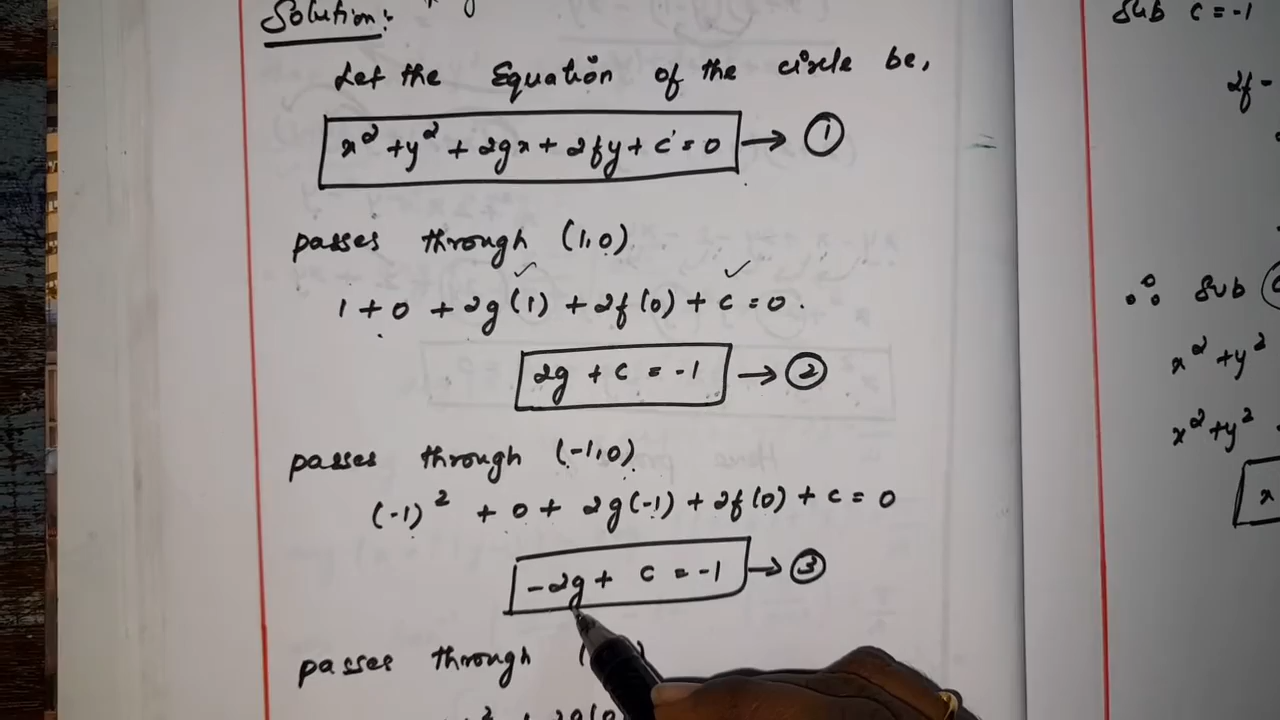 Solution:
Let the Equation of the circle be,
x² + y² + 2gx + 2fy + c = 0 → ①
passes through (1,0)
1 + 0 + 2g(1) + 2f(0) + c = 0.
2g + c = -1 → ②
passes through (-1,0)
(-1)² + 0 + 2g(-1) + 2f(0) + c = 0
-2g + c = -1 → ③
passes through (
Sub c = -1
2f -
∴ Sub
x² + y²
x² + y²
x